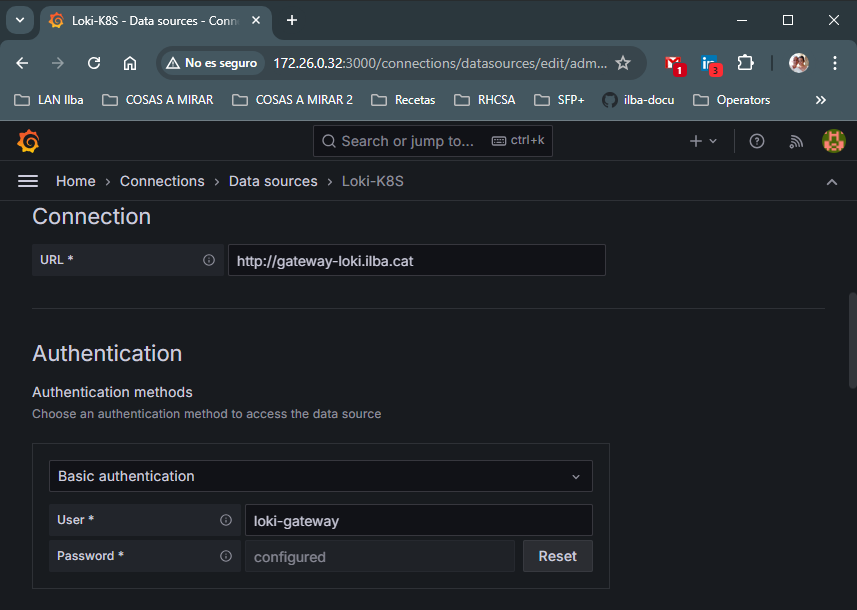 Loki-K8S - Data sources - Conn
No es seguro 172.26.0.32:3000/connections/datasources/edit/adm... 1 3
LAN Ilba COSAS A MIRAR COSAS A MIRAR 2 Recetas RHCSA SFP+ ilba-docu Operators
Search or jump to... ctrl+k
Home Connections Data sources Loki-K8S
Connection
URL * http://gateway-loki.ilba.cat
Authentication
Authentication methods
Choose an authentication method to access the data source
Basic authentication
User * loki-gateway
Password * configured Reset